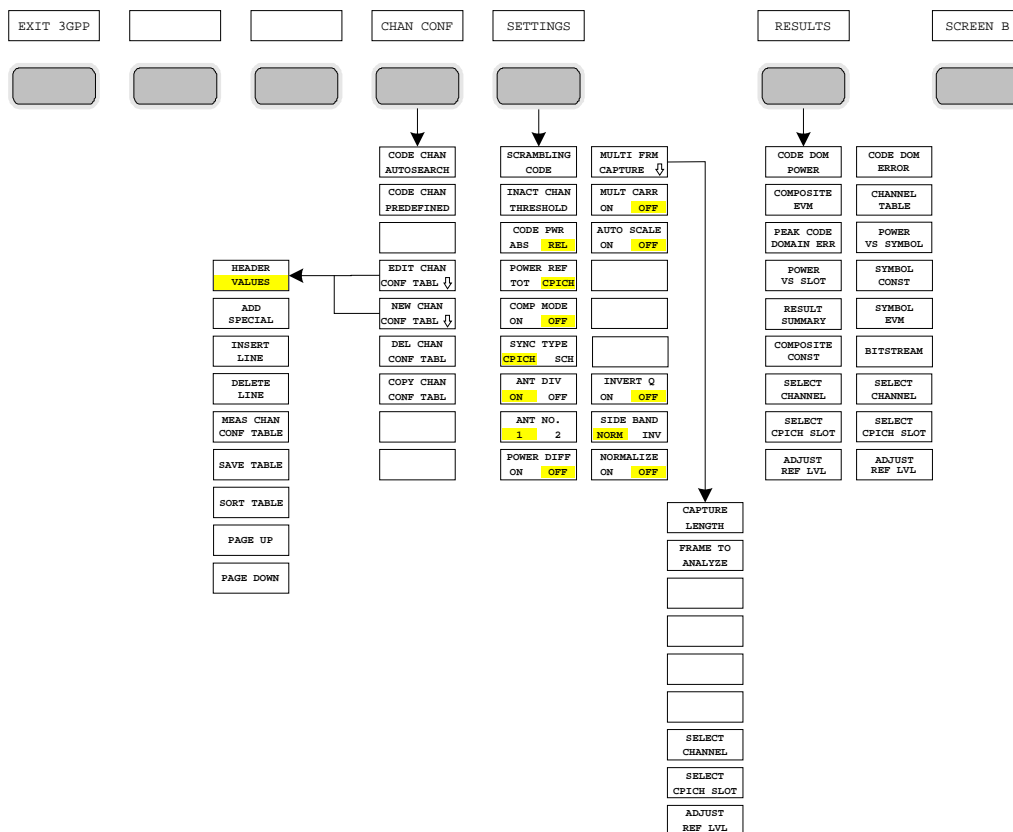 EXIT 3GPP
CHAN CONF
SETTINGS
RESULTS
SCREEN B
CODE CHAN
AUTOSEARCH
CODE CHAN
PREDEFINED
EDIT CHAN
CONF TABL
NEW CHAN
CONF TABL
DEL CHAN
CONF TABL
COPY CHAN
CONF TABL
HEADER
VALUES
ADD
SPECIAL
INSERT
LINE
DELETE
LINE
MEAS CHAN
CONF TABLE
SAVE TABLE
SORT TABLE
PAGE UP
PAGE DOWN
SCRAMBLING
CODE
INACT CHAN
THRESHOLD
CODE PWR
ABS REL
POWER REF
TOT CPICH
COMP MODE
ON OFF
SYNC TYPE
CPICH SCH
ANT DIV
ON OFF
ANT NO.
1 2
POWER DIFF
ON OFF
MULTI FRM
CAPTURE
MULT CARR
ON OFF
AUTO SCALE
ON OFF
INVERT Q
ON OFF
SIDE BAND
NORM INV
NORMALIZE
ON OFF
CAPTURE
LENGTH
FRAME TO
ANALYZE
SELECT
CHANNEL
SELECT
CPICH SLOT
ADJUST
REF LVL
CODE DOM
POWER
COMPOSITE
EVM
PEAK CODE
DOMAIN ERR
POWER
VS SLOT
RESULT
SUMMARY
COMPOSITE
CONST
SELECT
CHANNEL
SELECT
CPICH SLOT
ADJUST
REF LVL
CODE DOM
ERROR
CHANNEL
TABLE
POWER
VS SYMBOL
SYMBOL
CONST
SYMBOL
EVM
BITSTREAM
SELECT
CHANNEL
SELECT
CPICH SLOT
ADJUST
REF LVL